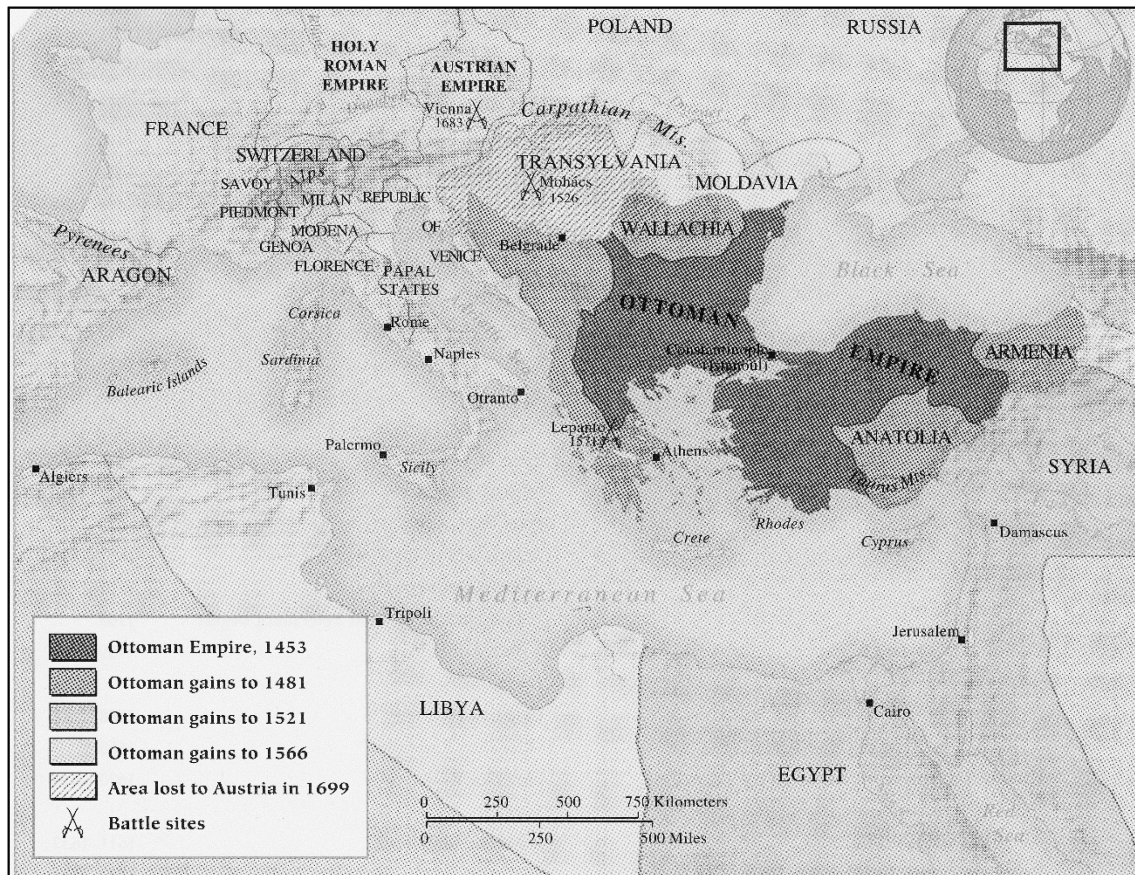 POLAND
RUSSIA
HOLY
ROMAN
EMPIRE
AUSTRIAN
EMPIRE
Vienna
1683
Carpathian Mts.
FRANCE
SWITZERLAND
Alps
TRANSYLVANIA
Mohács
1526
MOLDAVIA
SAVOY
MILAN
REPUBLIC
PIEDMONT
MODENA
OF
WALLACHIA
GENOA
Belgrade
VENICE
Pyrenees
FLORENCE
ARAGON
PAPAL
STATES
Black Sea
OTTOMAN
EMPIRE
Corsica
Rome
Constantinople
(Istanbul)
ARMENIA
Sardinia
Naples
Balearic Islands
Otranto
Lepanto
1571
ANATOLIA
Athens
Palermo
Sicily
SYRIA
Algiers
Taurus Mts.
Tunis
Rhodes
Damascus
Crete
Cyprus
Mediterranean Sea
Tripoli
Jerusalem
Ottoman Empire, 1453
Ottoman gains to 1481
Ottoman gains to 1521
Ottoman gains to 1566
Area lost to Austria in 1699
Battle sites
LIBYA
Cairo
EGYPT
0 250 500 750 Kilometers
0 250 500 Miles
Red
Sea